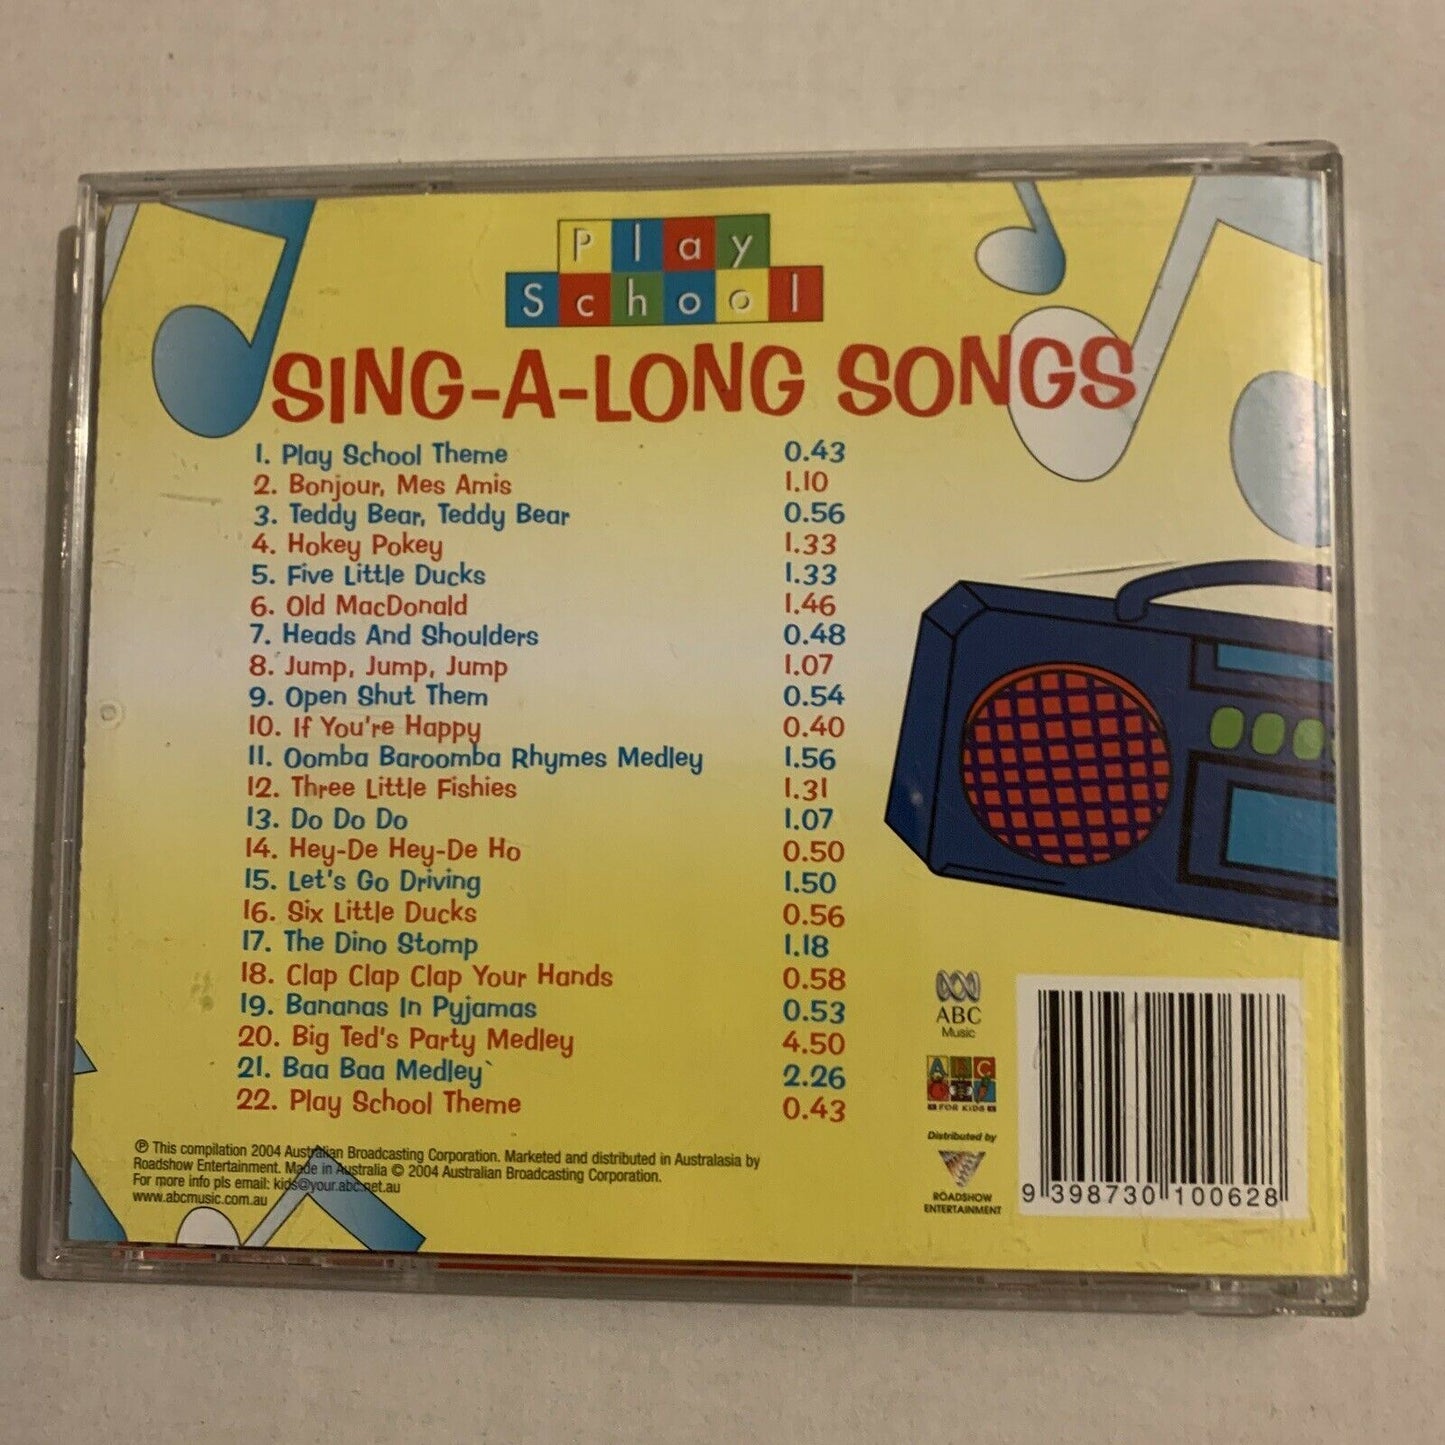 Play
School
SING-A-LONG SONGS
1. Play School Theme 0.43
2. Bonjour, Mes Amis 1.10
3. Teddy Bear, Teddy Bear 0.56
4. Hokey Pokey 1.33
5. Five Little Ducks 1.33
6. Old MacDonald 1.46
7. Heads And Shoulders 0.48
8. Jump, Jump, Jump 1.07
9. Open Shut Them 0.54
10. If You're Happy 0.40
11. Oomba Baroomba Rhymes Medley 1.56
12. Three Little Fishies 1.31
13. Do Do Do 1.07
14. Hey-De Hey-De Ho 0.50
15. Let's Go Driving 1.50
16. Six Little Ducks 0.56
17. The Dino Stomp 1.18
18. Clap Clap Clap Your Hands 0.58
19. Bananas In Pyjamas 0.53
20. Big Ted's Party Medley 4.50
21. Baa Baa Medley` 2.26
22. Play School Theme 0.43
℗ This compilation 2004 Australian Broadcasting Corporation. Marketed and distributed in Australasia by
Roadshow Entertainment. Made in Australia © 2004 Australian Broadcasting Corporation.
For more info pls email: kids@your.abc.net.au
www.abcmusic.com.au
ABC
Music
ABC
FOR KIDS
Distributed by
ROADSHOW
ENTERTAINMENT
9 398730 100628